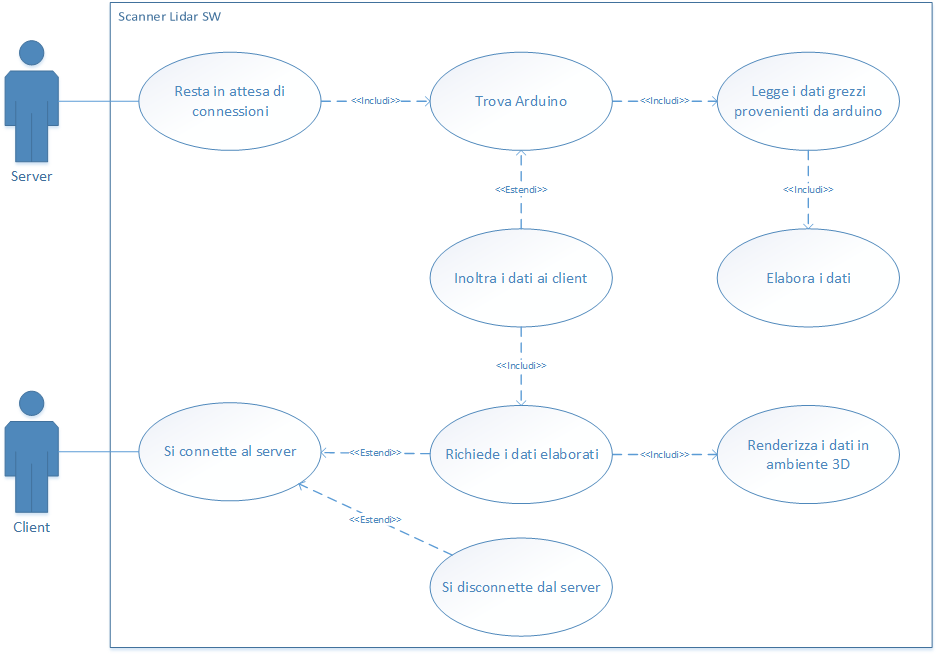 Scanner Lidar SW
Resta in attesa di
connessioni
<<Includi>>
Trova Arduino
<<Includi>>
Legge i dati grezzi
provenienti da arduino
Server
<<Estendi>>
<<Includi>>
Inoltra i dati ai client
Elabora i dati
<<Includi>>
Si connette al server
<<Estendi>>
Richiede i dati elaborati
<<Includi>>
Renderizza i dati in
ambiente 3D
Client
<<Estendi>>
Si disconnette dal server